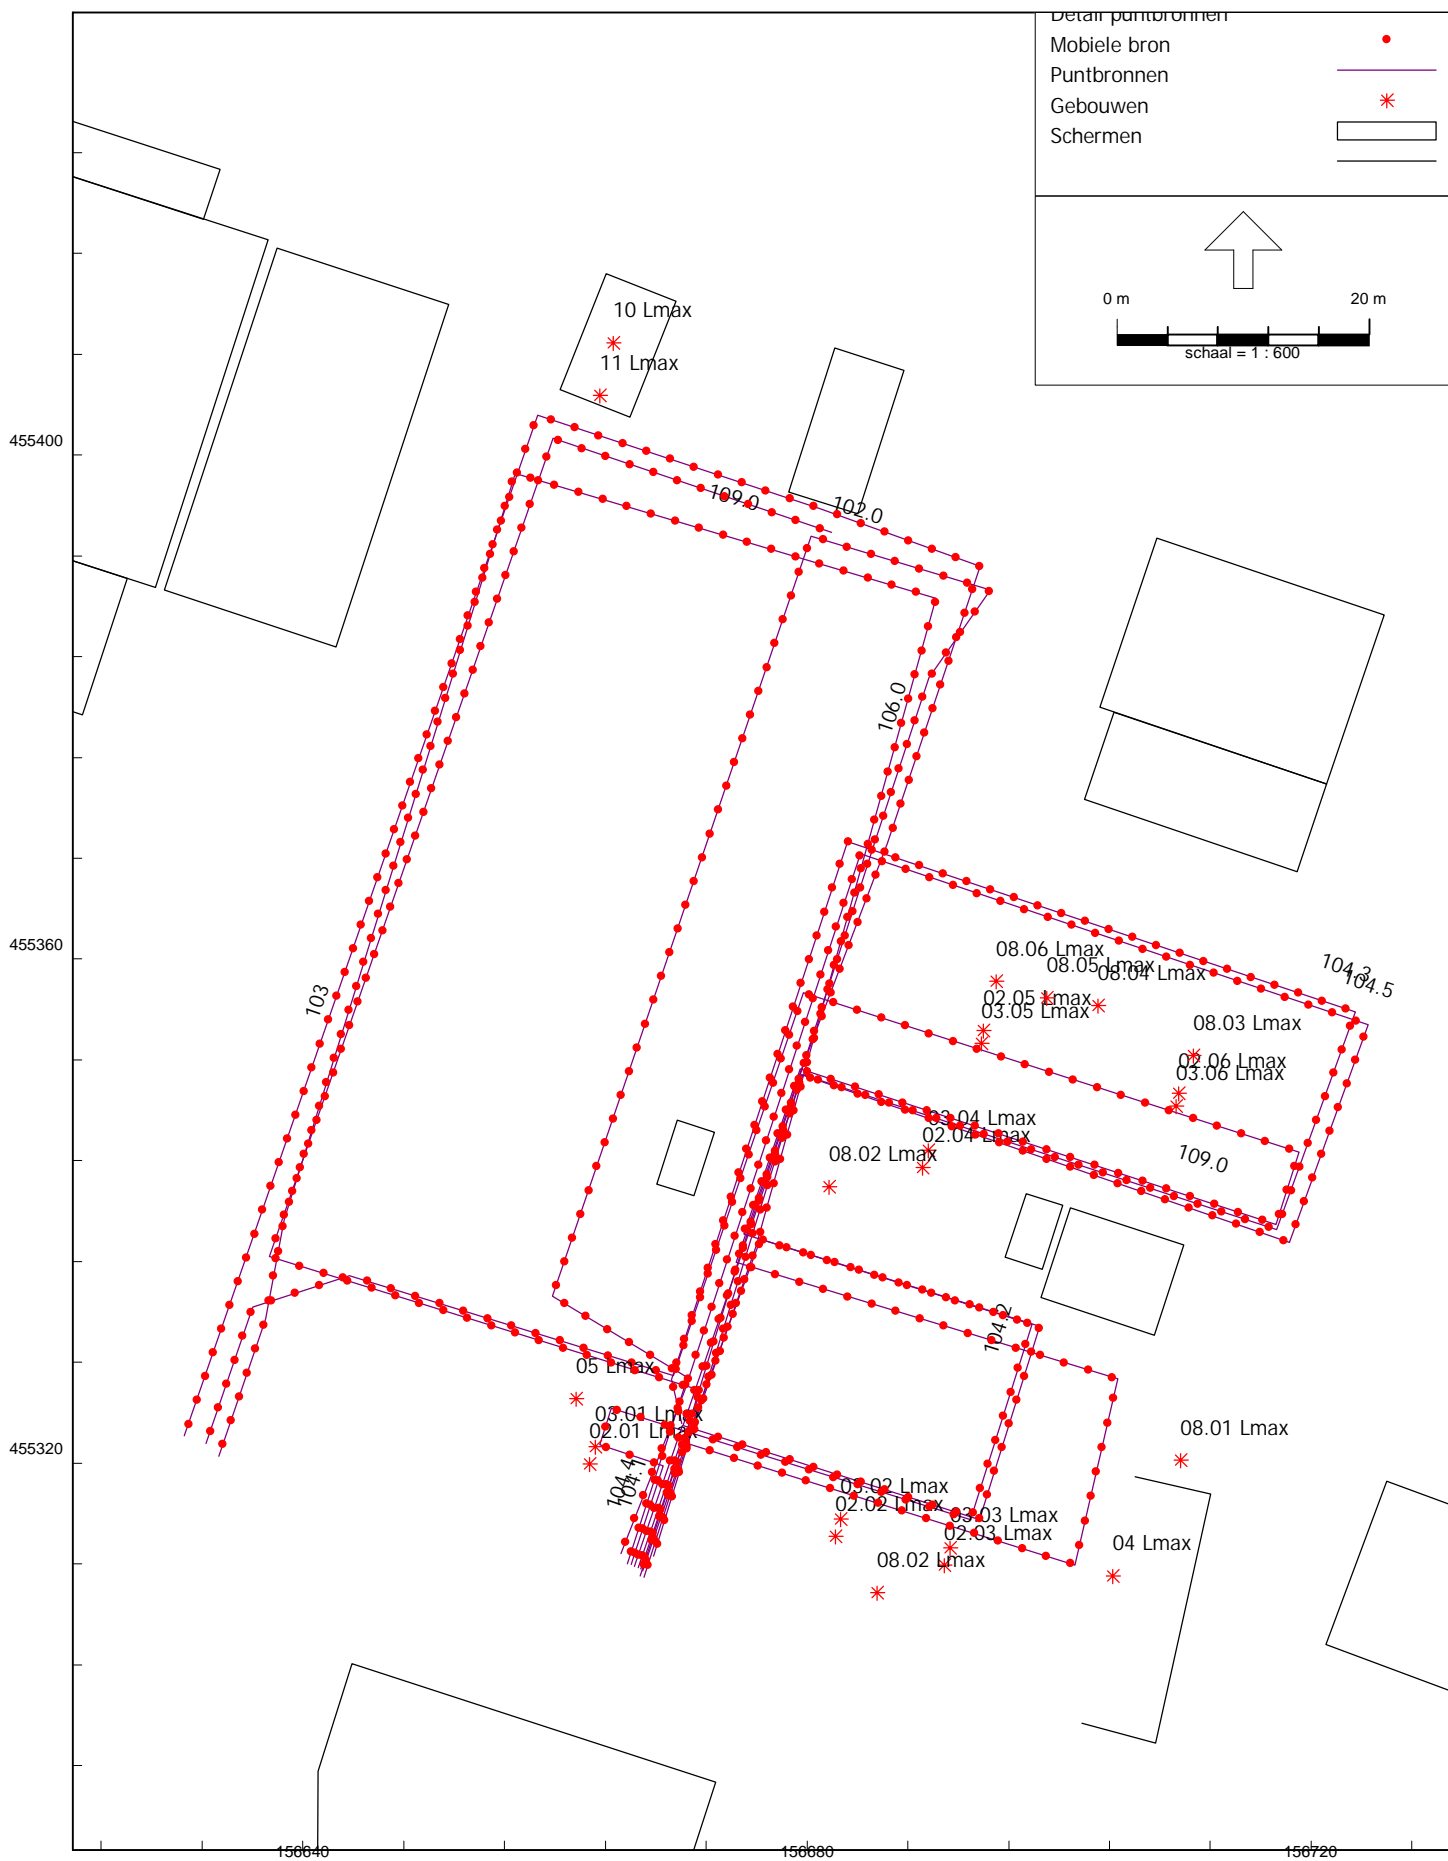 Detail puntbronnen
Mobiele bron
Puntbronnen
Gebouwen
Schermen
0 m
20 m
schaal = 1 : 600
10 Lmax
11 Lmax
455400
109.0
102.0
106.0
455360
08.06 Lmax
08.05 Lmax
08.04 Lmax
104.3
104.5
02.05 Lmax
03.05 Lmax
103
08.03 Lmax
02.06 Lmax
03.06 Lmax
03.04 Lmax
02.04 Lmax
08.02 Lmax
109.0
104.2
05 Lmax
03.01 Lmax
02.01 Lmax
455320
08.01 Lmax
104.4
104.1
03.02 Lmax
02.02 Lmax
03.03 Lmax
02.03 Lmax
04 Lmax
08.02 Lmax
156640
156680
156720